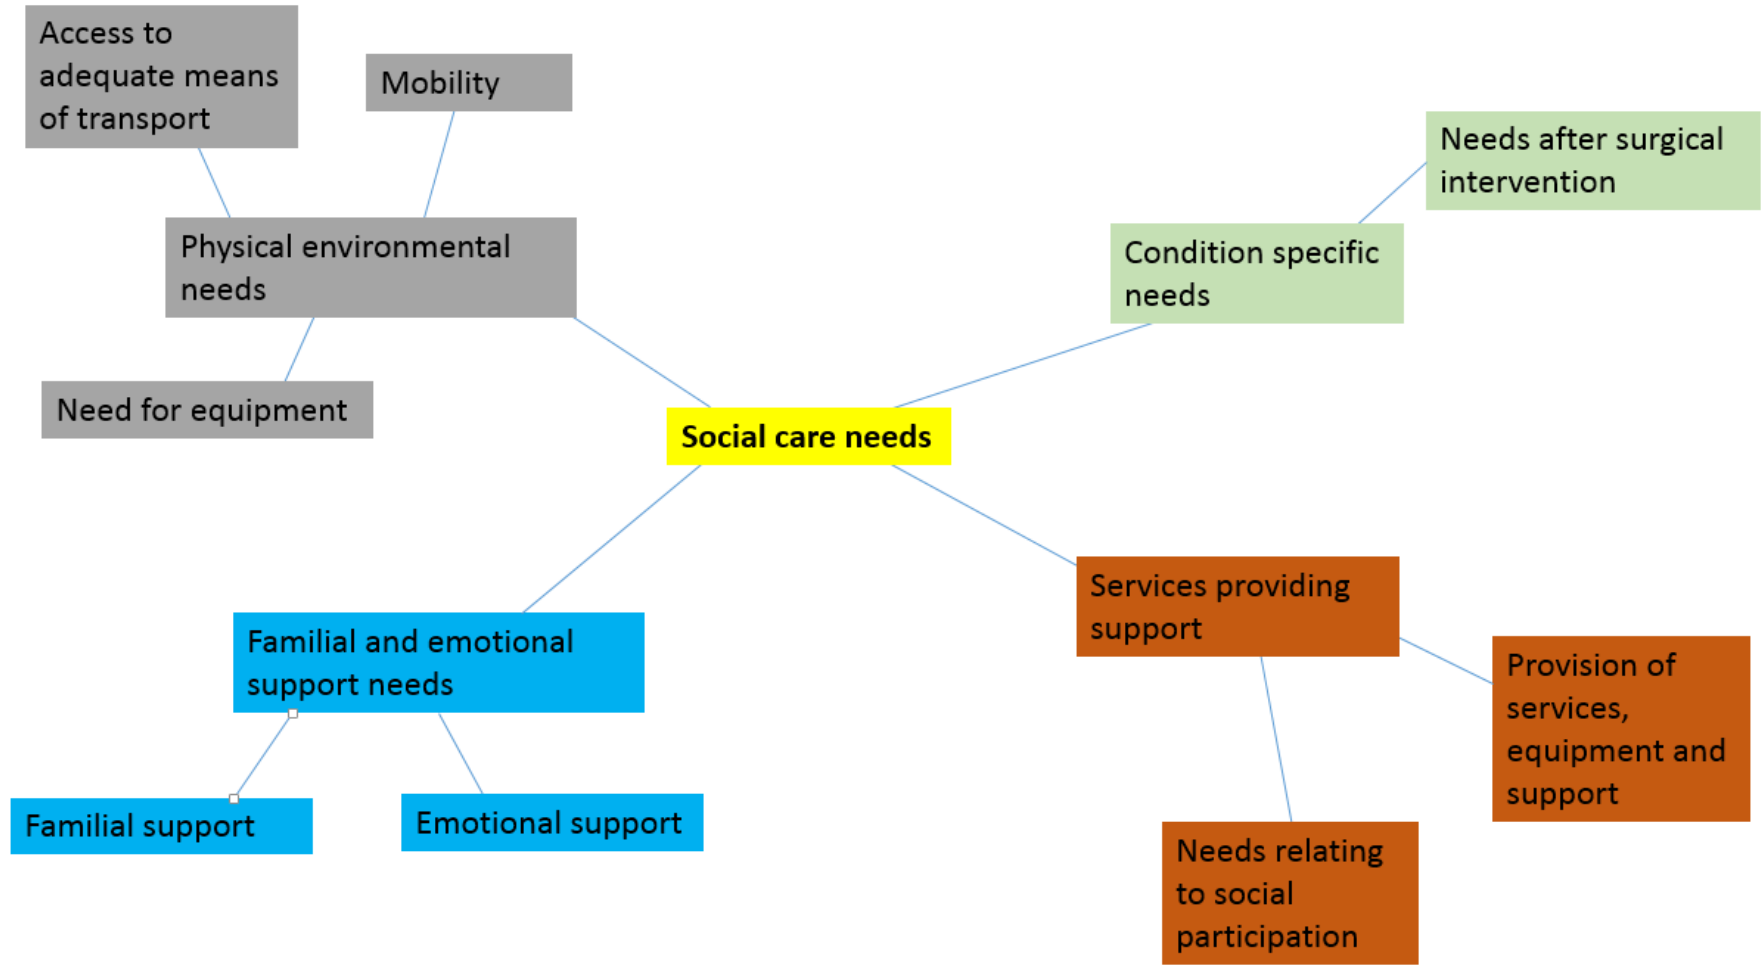 Access to
adequate means
of transport
Mobility
Needs after surgical
intervention
Physical environmental
needs
Condition specific
needs
Need for equipment
Social care needs
Services providing
support
Familial and emotional
support needs
Provision of
services,
equipment and
support
Familial support
Emotional support
Needs relating
to social
participation